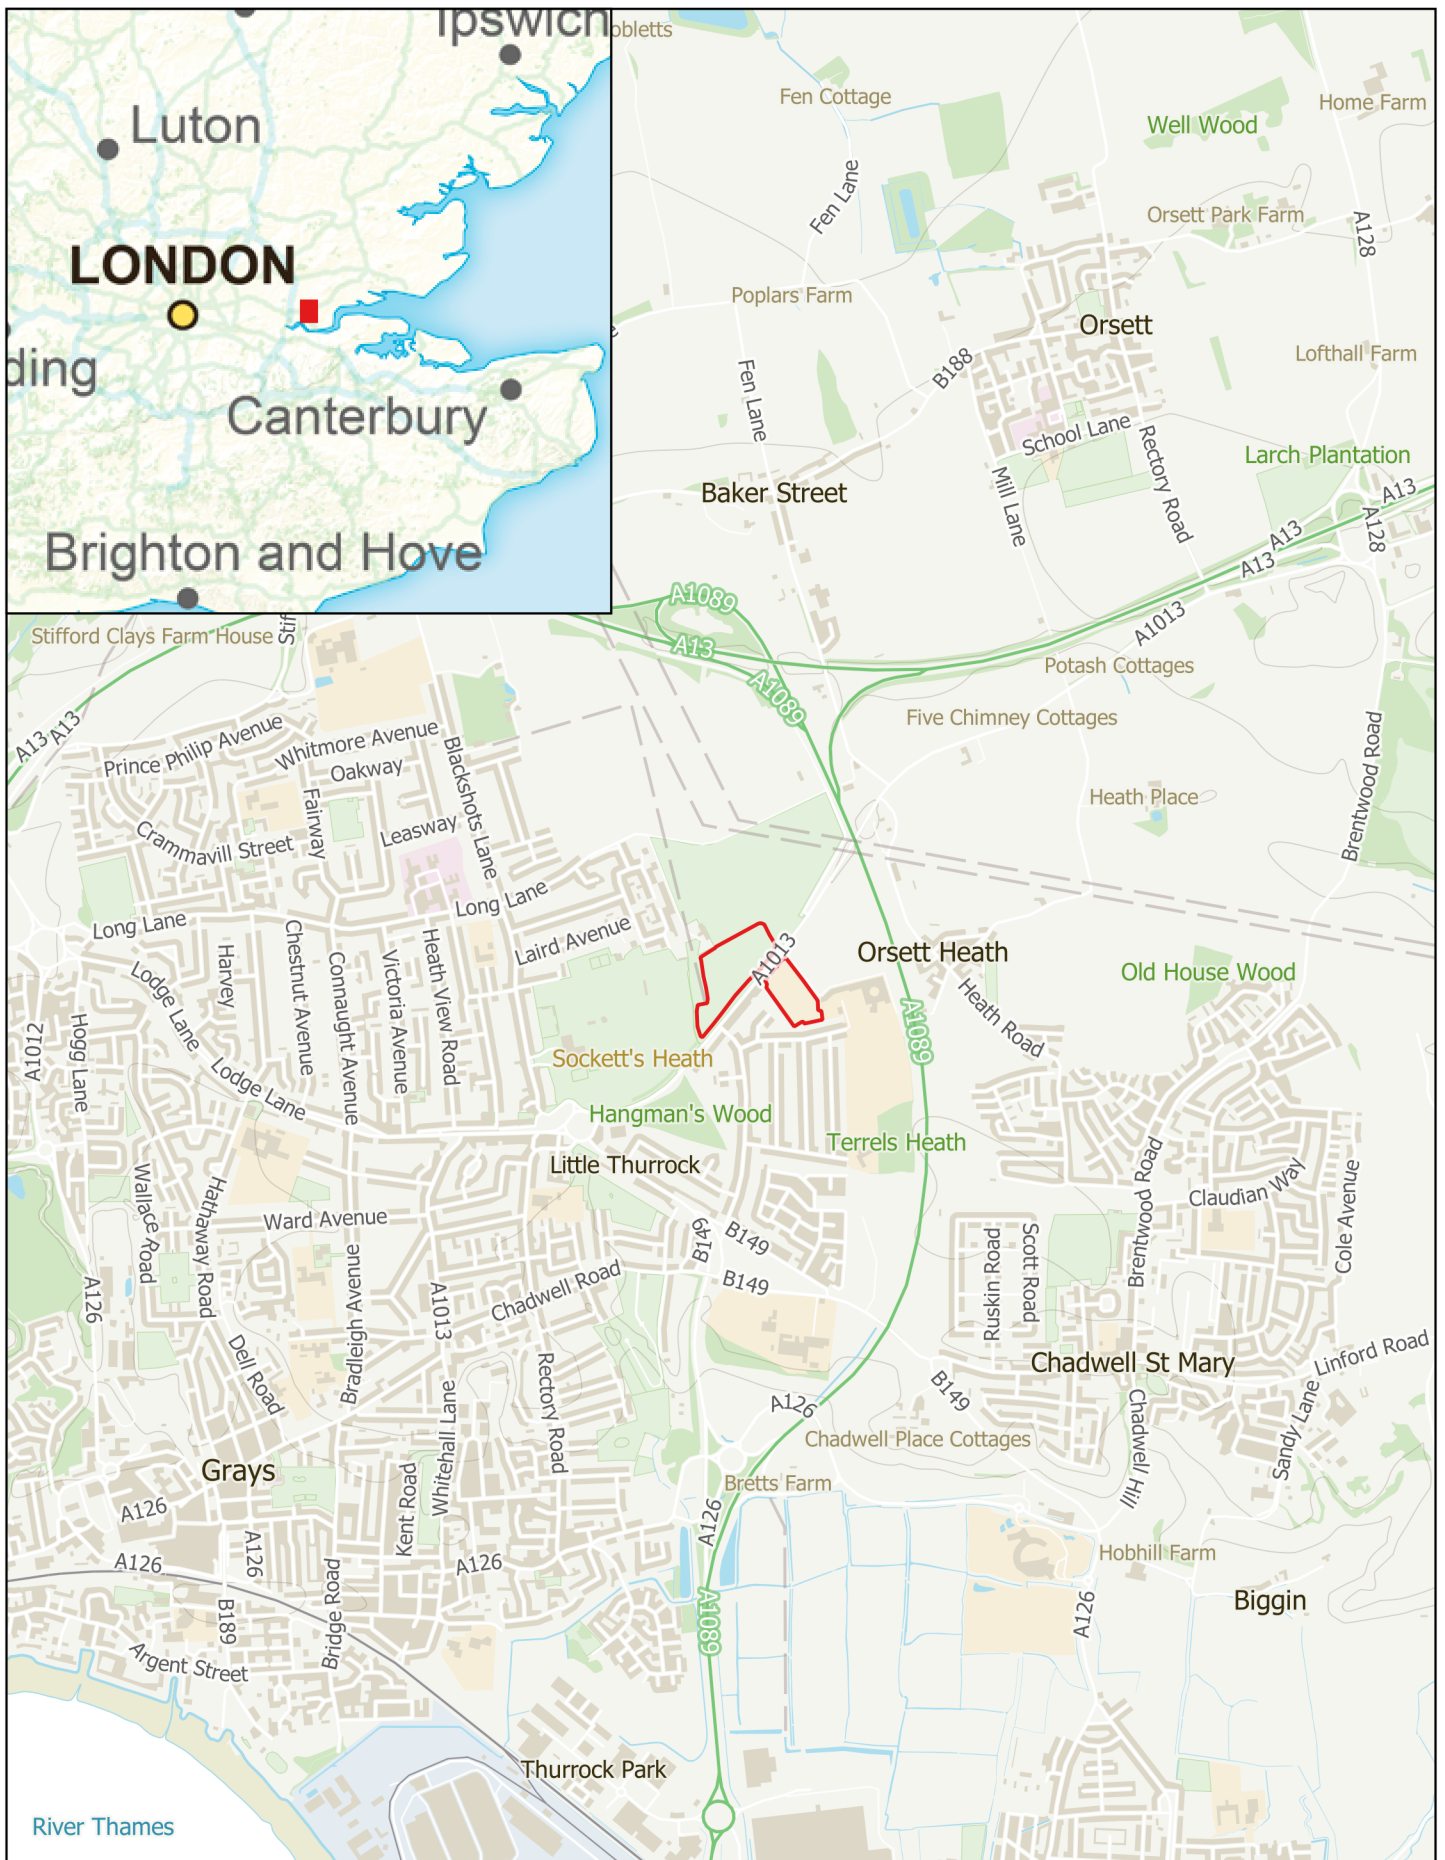 Ipswich
Luton
LONDON
ding
Canterbury
Brighton and Hove
obletts
Fen Cottage
Home Farm
Well Wood
Fen Lane
Orsett Park Farm
A128
Poplars Farm
Orsett
Lofthall Farm
B188
Fen Lane
School Lane
Rectory Road
Larch Plantation
Baker Street
Mill Lane
A13
A128
A13
A13
A1089
A1013
Stifford Clays Farm House
Stif
A13
Potash Cottages
A1089
Five Chimney Cottages
A13
A13
Prince Philip Avenue
Whitmore Avenue
Oakway
Blackshots Lane
Brentwood Road
Heath Place
Fairway
Leasway
Crammavill Street
Long Lane
Long Lane
Laird Avenue
A1013
Orsett Heath
Old House Wood
Lodge Lane
Harvey
Chestnut Avenue
Connaught Avenue
Victoria Avenue
Heath View Road
Heath Road
A1089
A1012
Hogg Lane
Sockett's Heath
Lodge Lane
Hangman's Wood
Terrels Heath
Little Thurrock
Wallace Road
Hathaway Road
Ward Avenue
Brentwood Road
Claudian Way
Cole Avenue
B149
B149
B149
Ruskin Road
Scott Road
A126
Bradleigh Avenue
A1013
Chadwell Road
Dell Road
Rectory Road
Chadwell St Mary
Linford Road
Whitehall Lane
A126
B149
Chadwell Hill
Sandy Lane
Chadwell Place Cottages
Grays
Bretts Farm
Kent Road
A126
A126
A126
A126
A126
Hobhill Farm
Biggin
B189
Bridge Road
A1089
A126
Argent Street
Thurrock Park
River Thames